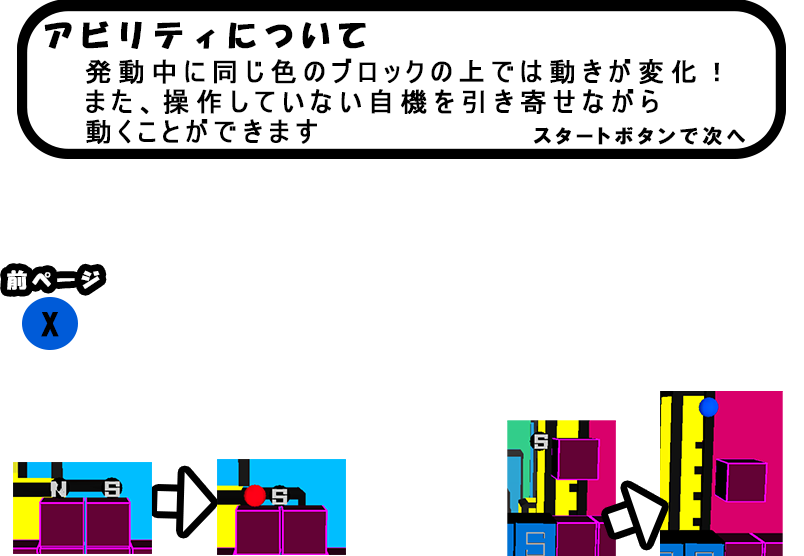 アビリティについて
発動中に同じ色のブロックの上では動きが変化！
また、操作していない自機を引き寄せながら
動くことができます
スタートボタンで次へ
前ページ
X
N S
S
S
S